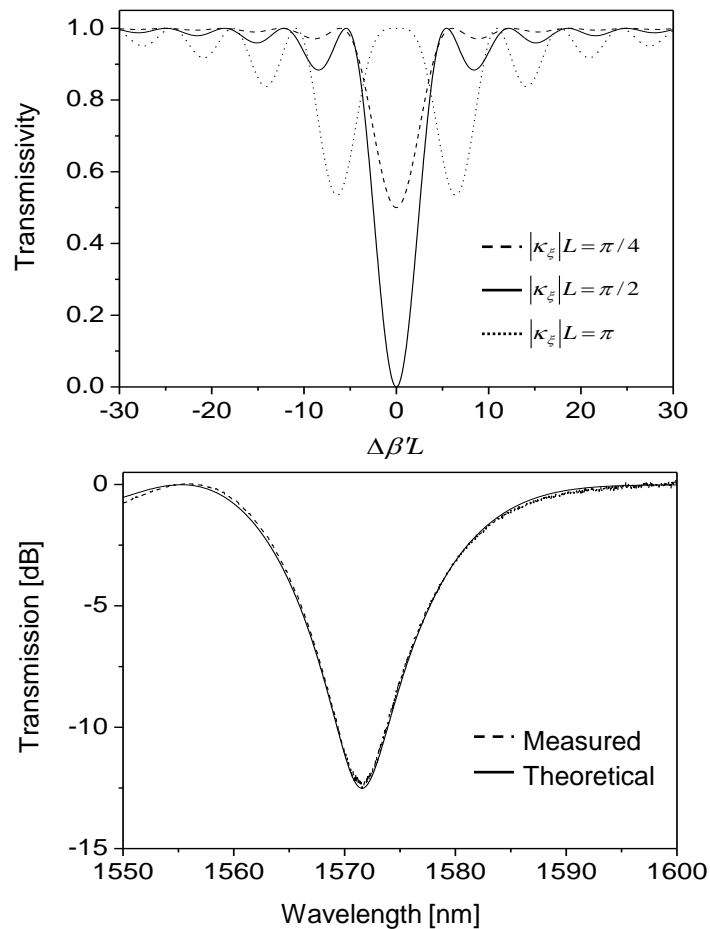 1.0
0.8
0.6
0.4
0.2
0.0
Transmissivity
|κ_ξ|L = π/4
|κ_ξ|L = π/2
|κ_ξ|L = π
-30 -20 -10 0 10 20 30
Δβ'L
0
-5
-10
-15
Transmission [dB]
Measured
Theoretical
1550 1560 1570 1580 1590 1600
Wavelength [nm]